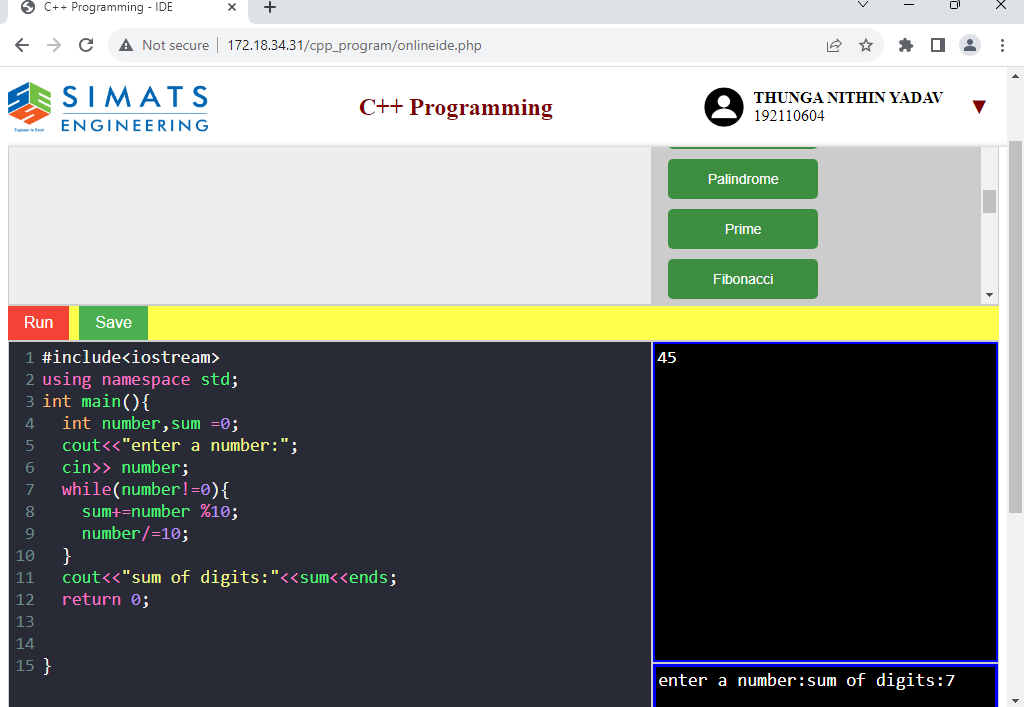 C++ Programming - IDE
Not secure
172.18.34.31/cpp_program/onlineide.php
SIMATS
ENGINEERING
C++ Programming
THUNGA NITHIN YADAV
192110604
Palindrome
Prime
Fibonacci
Run
Save
1 #include<iostream>
2 using namespace std;
3 int main(){
4 int number,sum =0;
5 cout<<"enter a number:";
6 cin>> number;
7 while(number!=0){
8 sum+=number %10;
9 number/=10;
10 }
11 cout<<"sum of digits:"<<sum<<ends;
12 return 0;
13
14
15 }
45
enter a number:sum of digits:7